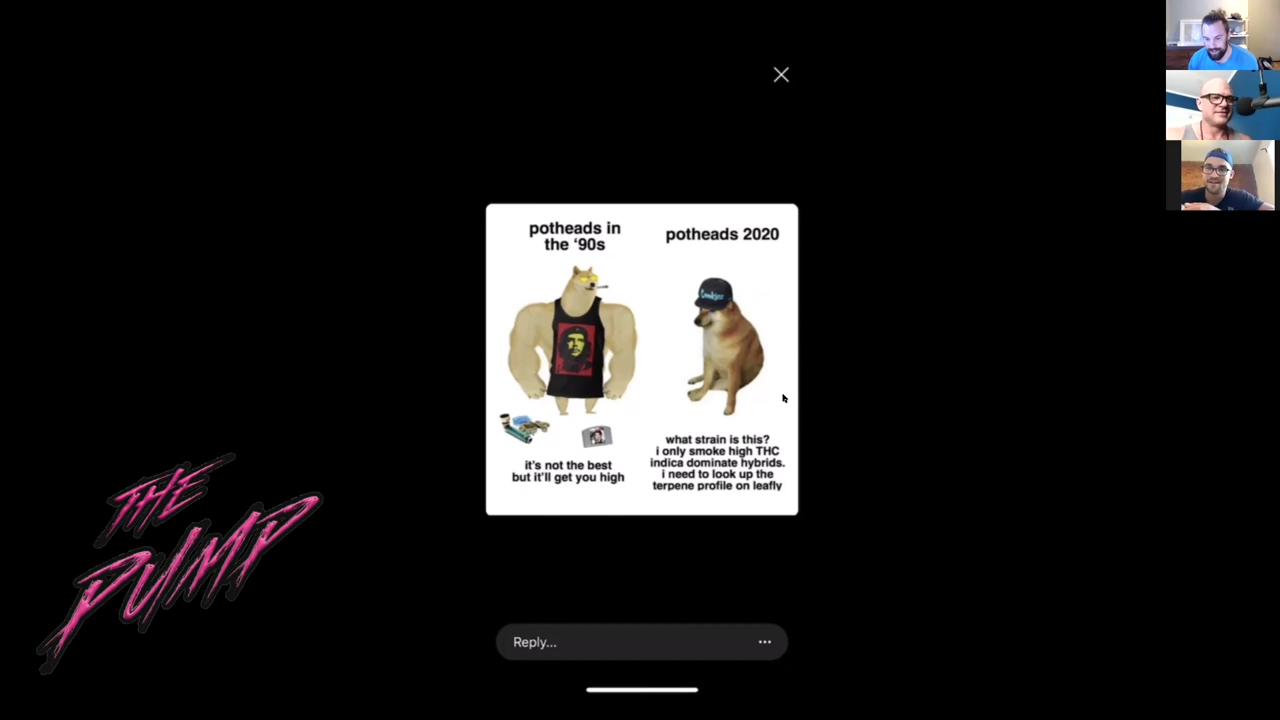 potheads in
the ‘90s
potheads 2020
Cookies
it’s not the best
but it’ll get you high
what strain is this?
i only smoke high THC
indica dominate hybrids.
i need to look up the
terpene profile on leafly
THE
PUMP
Reply...